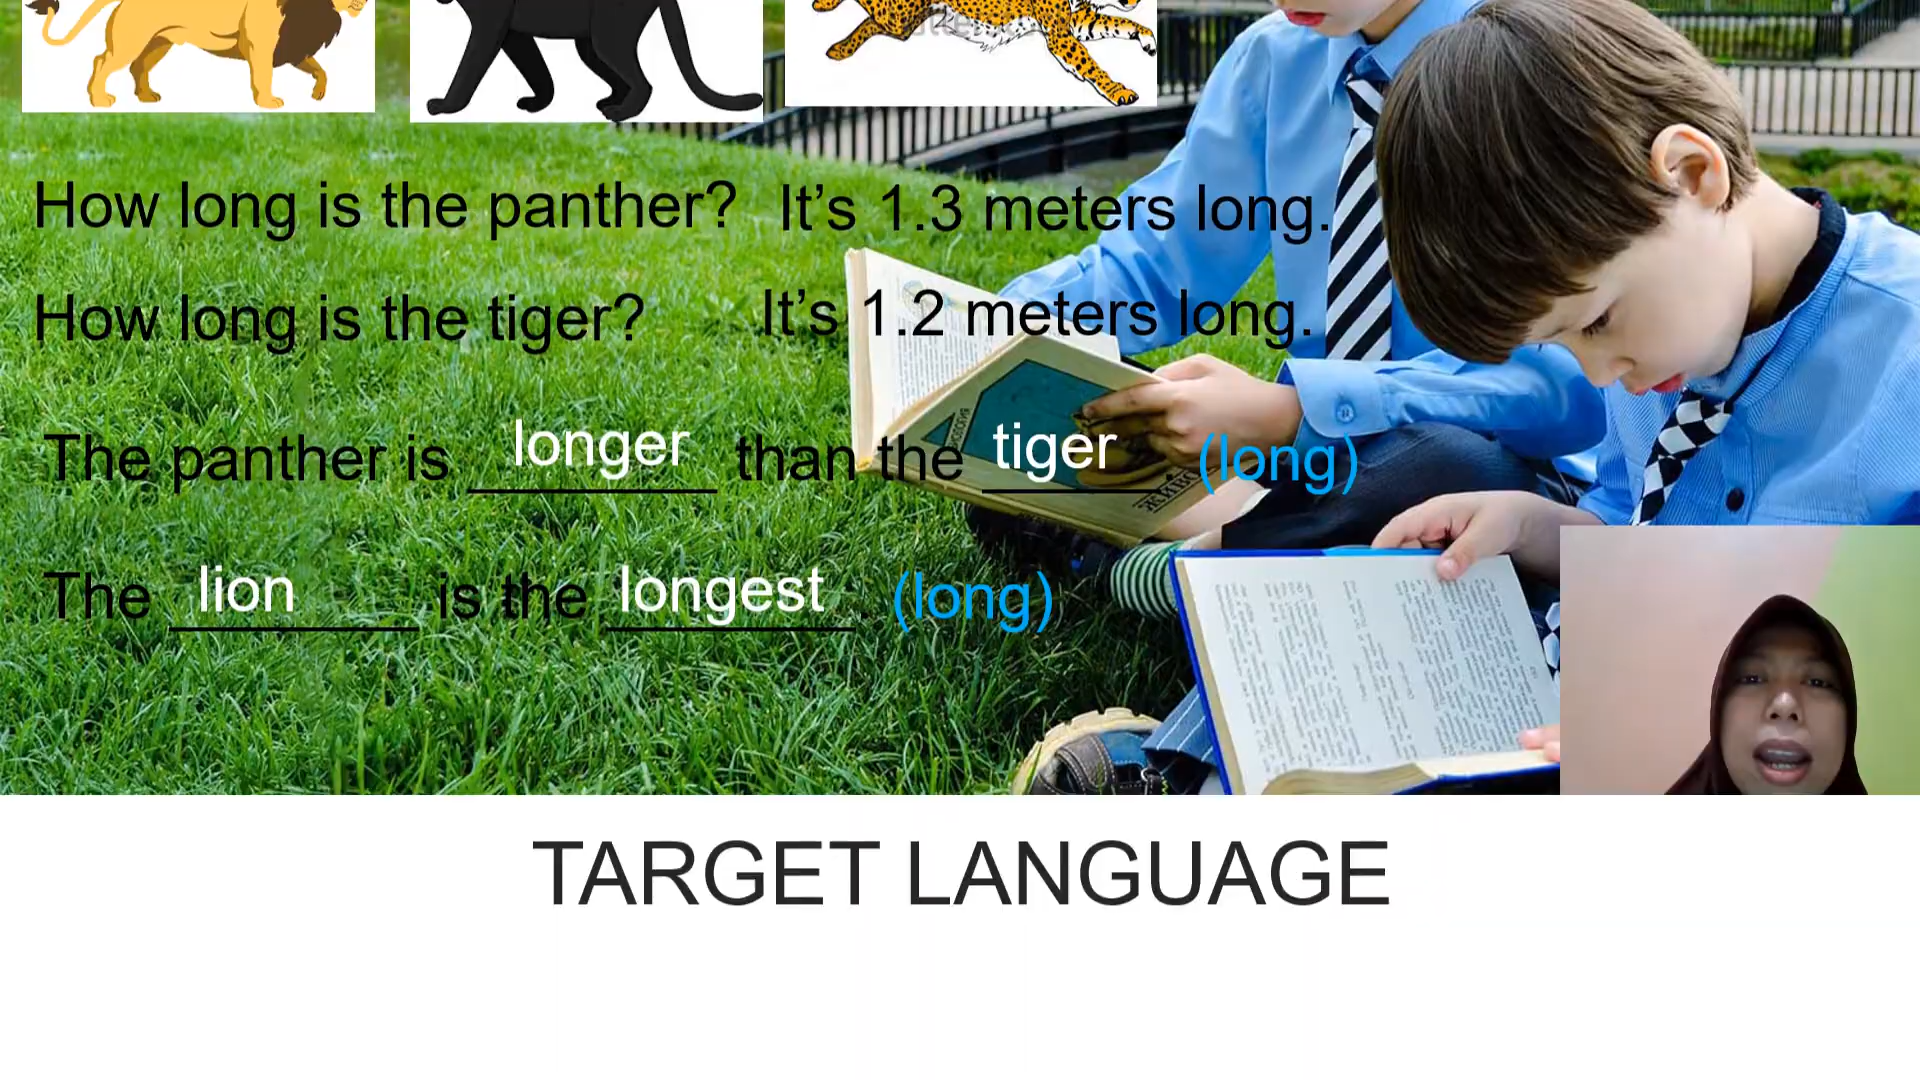 How long is the panther? It's 1.3 meters long.
How long is the tiger? It's 1.2 meters long.
The panther is longer than the tiger (long)
The lion is the longest. (long)
TARGET LANGUAGE